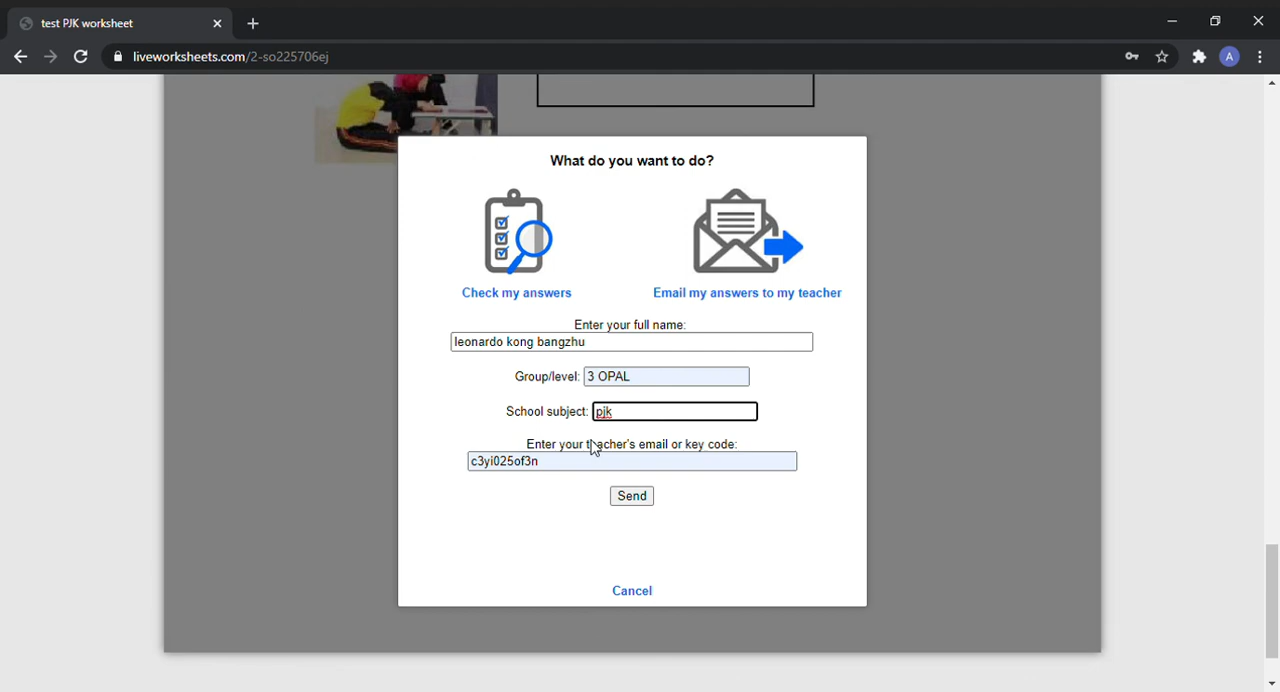 test PJK worksheet
liveworksheets.com/2-so225706ej
A
What do you want to do?
Check my answers
Email my answers to my teacher
Enter your full name:
leonardo kong bangzhu
Group/level: 3 OPAL
School subject: pjk
Enter your teacher's email or key code:
c3yi025of3n
Send
Cancel